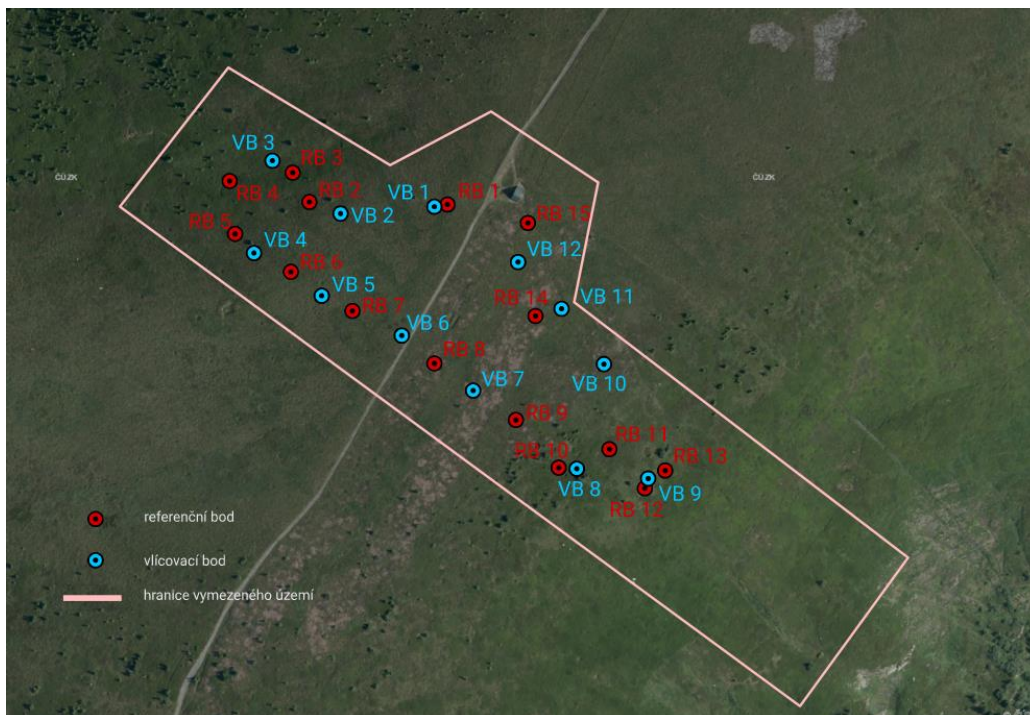 VB 3
RB 3
ČÚZK
ČÚZK
RB 4
RB 2
VB 1
RB 1
VB 2
RB 5
RB 15
VB 4
VB 12
RB 6
VB 5
RB 7
RB 14
VB 11
VB 6
RB 8
VB 7
VB 10
RB 9
RB 11
RB 10
RB 13
VB 8
VB 9
RB 12
referenční bod
vlícovací bod
hranice vymezeného území